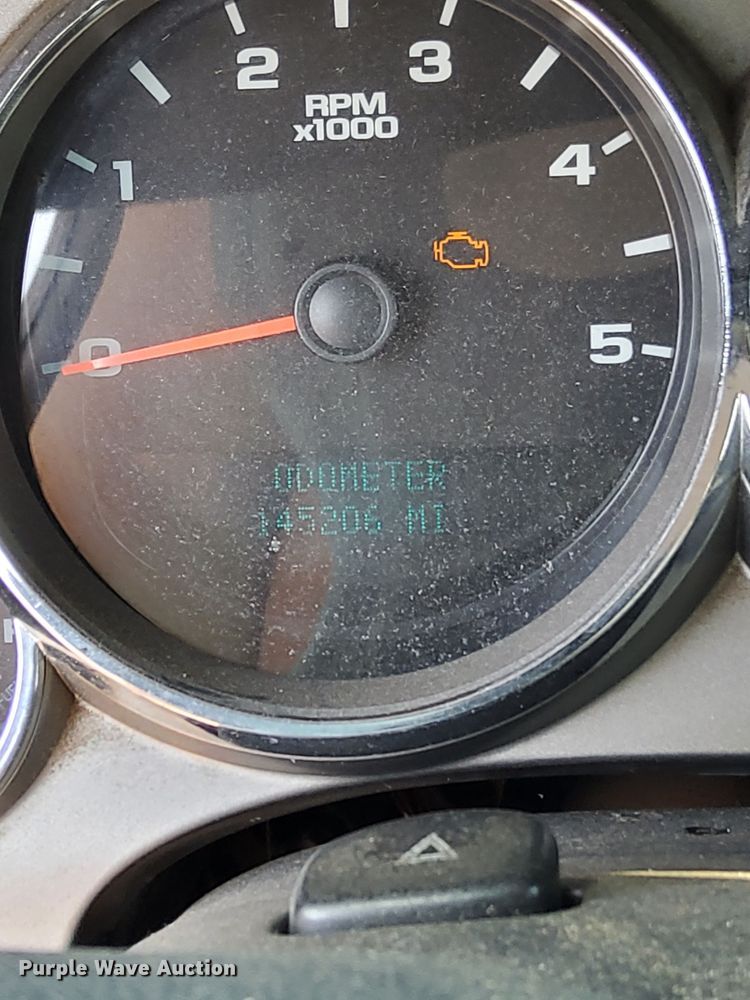 2 3
RPM
x1000
1 4
0 5
ODOMETER
145206 MI
Purple Wave Auction